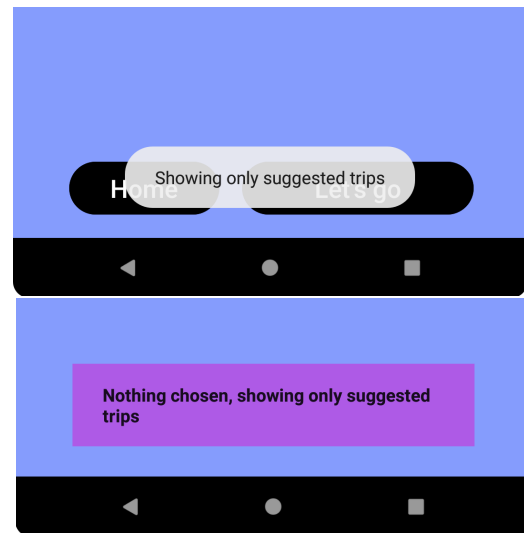 Showing only suggested trips
Home
Let's go
Nothing chosen, showing only suggested
trips